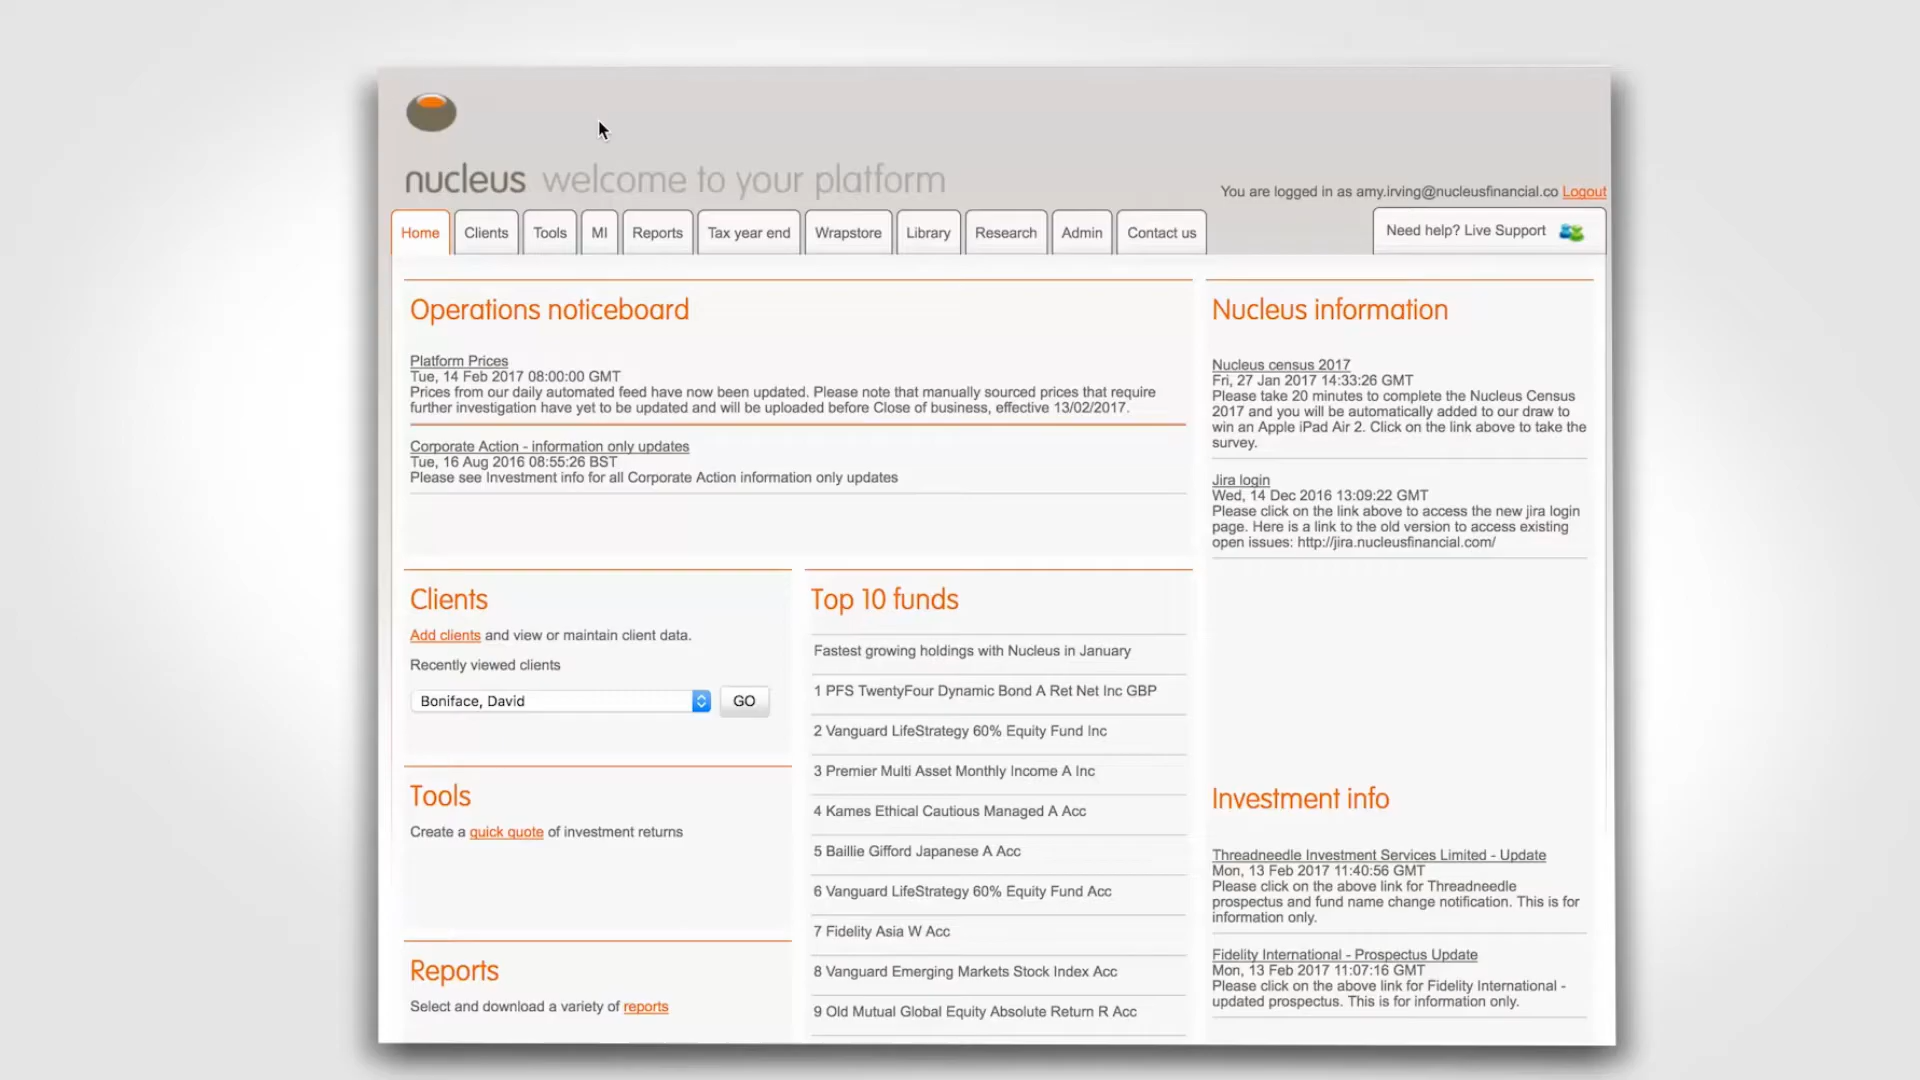 nucleus welcome to your platform
You are logged in as amy.irving@nucleusfinancial.co Logout
Home Clients Tools MI Reports Tax year end Wrapstore Library Research Admin Contact us Need help? Live Support
Operations noticeboard
Platform Prices
Tue, 14 Feb 2017 08:00:00 GMT
Prices from our daily automated feed have now been updated. Please note that manually sourced prices that require
further investigation have yet to be updated and will be uploaded before Close of business, effective 13/02/2017.
Corporate Action - information only updates
Tue, 16 Aug 2016 08:55:26 BST
Please see Investment info for all Corporate Action information only updates
Nucleus information
Nucleus census 2017
Fri, 27 Jan 2017 14:33:26 GMT
Please take 20 minutes to complete the Nucleus Census
2017 and you will be automatically added to our draw to
win an Apple iPad Air 2. Click on the link above to take the
survey.
Jira login
Wed, 14 Dec 2016 13:09:22 GMT
Please click on the link above to access the new jira login
page. Here is a link to the old version to access existing
open issues: http://jira.nucleusfinancial.com/
Clients
Add clients and view or maintain client data.
Recently viewed clients
Boniface, David GO
Tools
Create a quick quote of investment returns
Reports
Select and download a variety of reports
Top 10 funds
Fastest growing holdings with Nucleus in January
1 PFS TwentyFour Dynamic Bond A Ret Net Inc GBP
2 Vanguard LifeStrategy 60% Equity Fund Inc
3 Premier Multi Asset Monthly Income A Inc
4 Kames Ethical Cautious Managed A Acc
5 Baillie Gifford Japanese A Acc
6 Vanguard LifeStrategy 60% Equity Fund Acc
7 Fidelity Asia W Acc
8 Vanguard Emerging Markets Stock Index Acc
9 Old Mutual Global Equity Absolute Return R Acc
Investment info
Threadneedle Investment Services Limited - Update
Mon, 13 Feb 2017 11:40:56 GMT
Please click on the above link for Threadneedle
prospectus and fund name change notification. This is for
information only.
Fidelity International - Prospectus Update
Mon, 13 Feb 2017 11:07:16 GMT
Please click on the above link for Fidelity International -
updated prospectus. This is for information only.